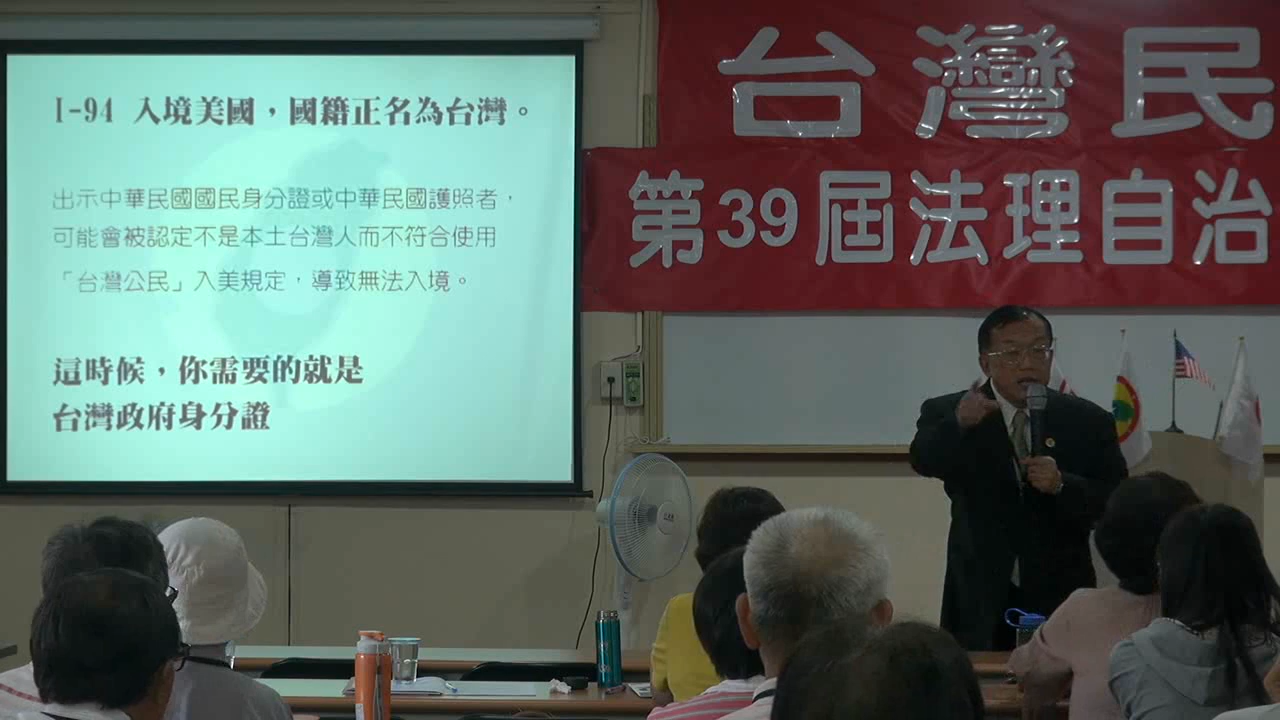 I-94 入境美國，國籍正名為台灣。
出示中華民國國民身分證或中華民國護照者，
可能會被認定不是本土台灣人而不符合使用
「台灣公民」入美規定，導致無法入境。
這時候，你需要的就是
台灣政府身分證
台灣民
第39屆法理自治